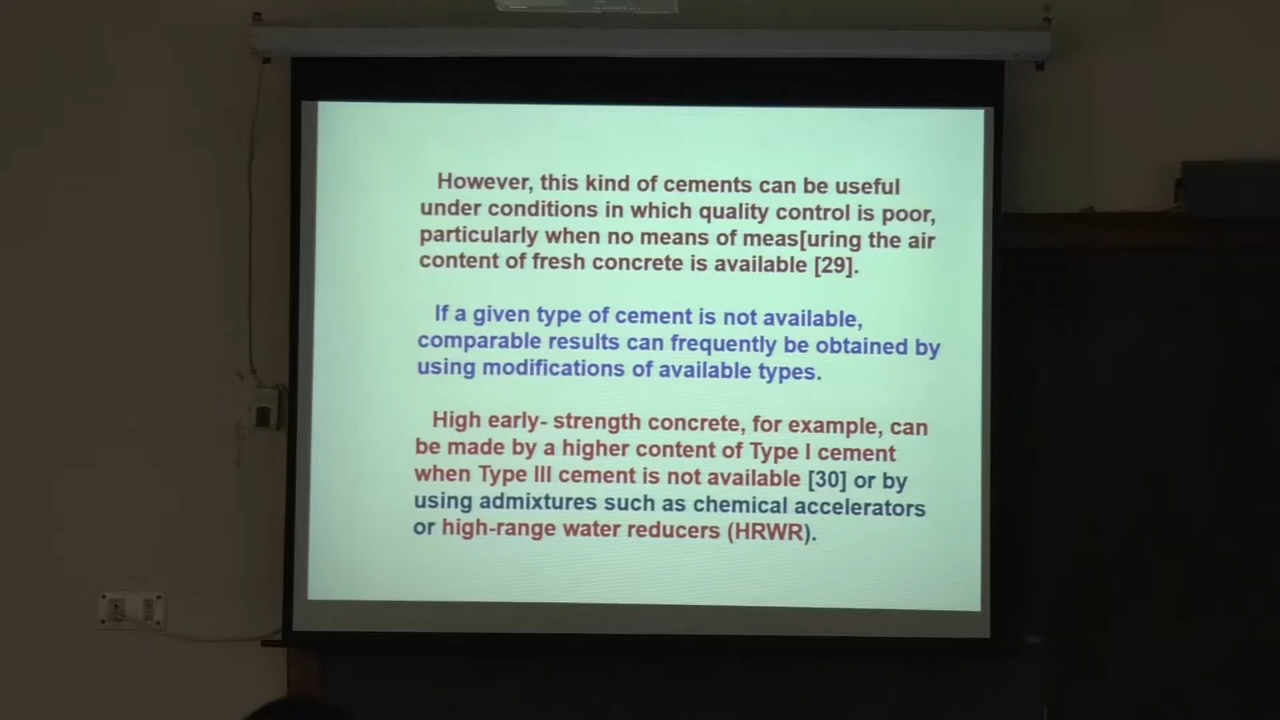 However, this kind of cements can be useful
under conditions in which quality control is poor,
particularly when no means of meas[uring the air
content of fresh concrete is available [29].
If a given type of cement is not available,
comparable results can frequently be obtained by
using modifications of available types.
High early- strength concrete, for example, can
be made by a higher content of Type I cement
when Type III cement is not available [30] or by
using admixtures such as chemical accelerators
or high-range water reducers (HRWR).